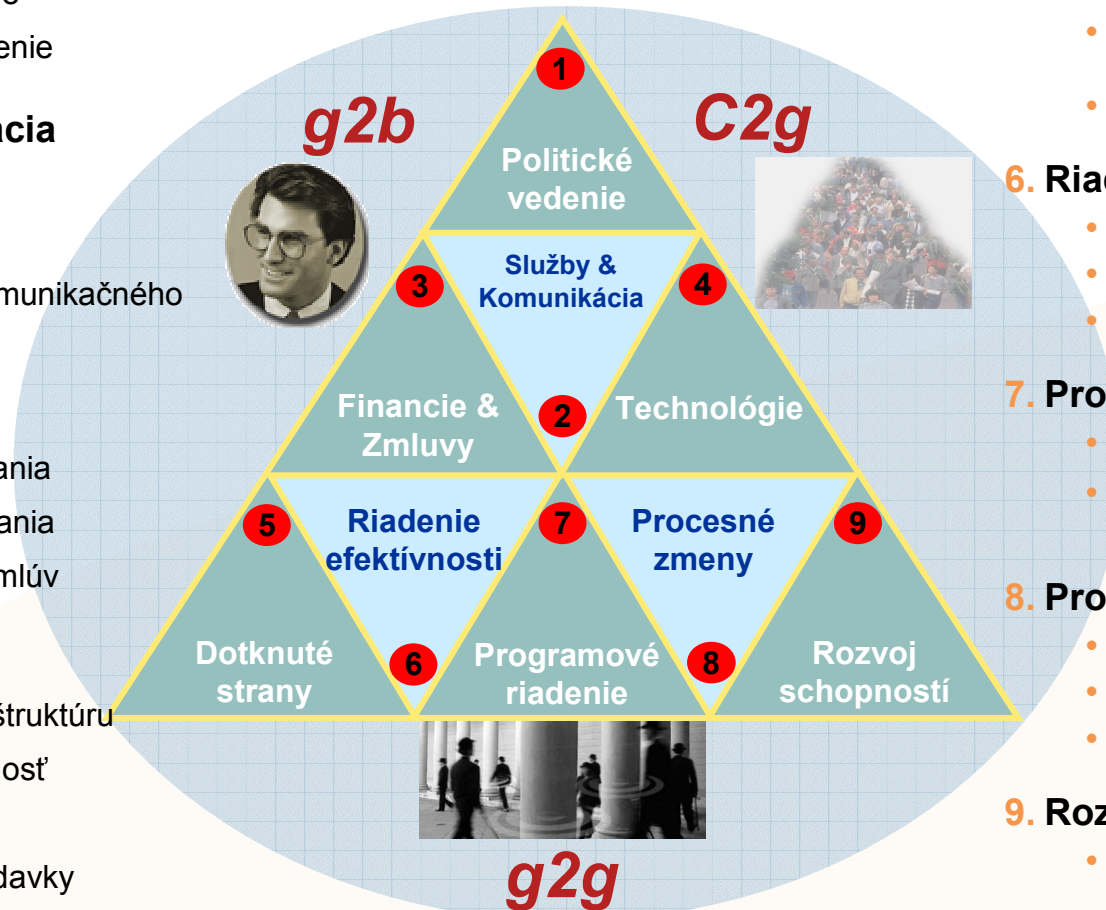 enie
ácia
munikačného
ania
ania
mlúv
štruktúru
osť
davky
g2b
C2g
1
Politické
vedenie
3
Služby &
Komunikácia
4
Financie &
Zmluvy
2
Technológie
5
Riadenie
efektívnosti
7
Procesné
zmeny
9
Dotknuté
strany
6
Programové
riadenie
8
Rozvoj
schopností
g2g
6. Riad
7. Pro
8. Pro
9. Roz